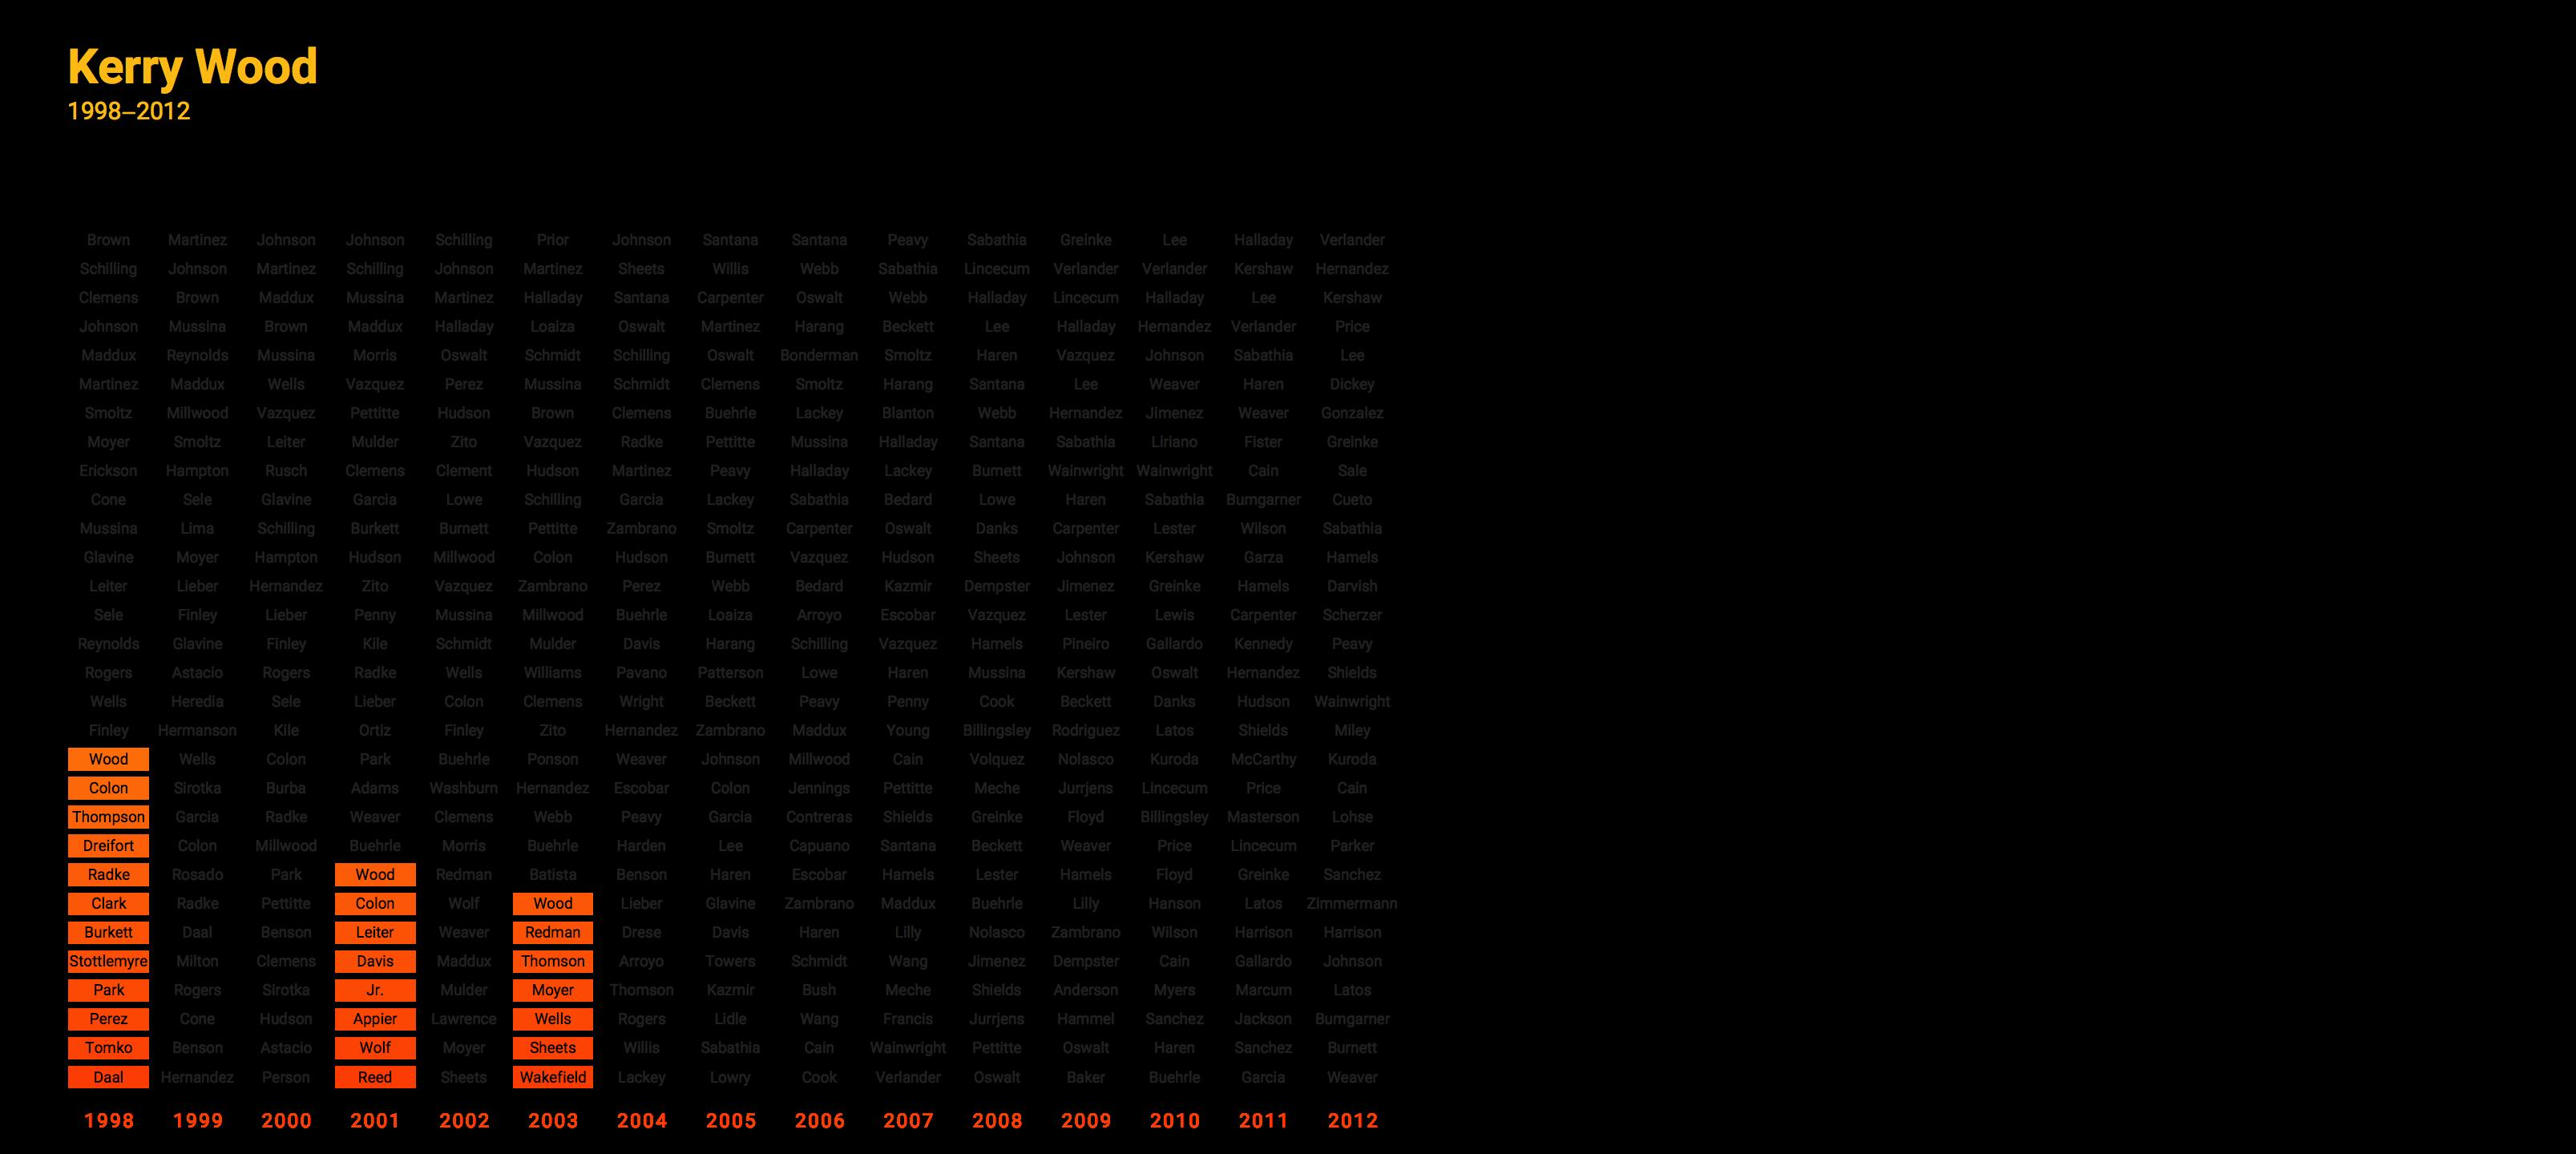 Kerry Wood
1998–2012
Brown Martinez Johnson Johnson Schilling Prior Johnson Santana Santana Peavy Sabathia Greinke Lee Halladay Verlander
Schilling Johnson Martinez Schilling Johnson Martinez Sheets Willis Webb Sabathia Lincecum Verlander Verlander Kershaw Hernandez
Clemens Brown Maddux Mussina Martinez Halladay Santana Carpenter Oswalt Webb Halladay Lincecum Halladay Lee Kershaw
Johnson Mussina Brown Maddux Halladay Loaiza Oswalt Martinez Harang Beckett Lee Halladay Hernandez Verlander Price
Maddux Reynolds Mussina Morris Oswalt Schmidt Schilling Oswalt Bonderman Smoltz Haren Vazquez Johnson Sabathia Lee
Martinez Maddux Wells Vazquez Perez Mussina Schmidt Clemens Smoltz Harang Santana Lee Weaver Haren Dickey
Smoltz Millwood Vazquez Pettitte Hudson Brown Clemens Buehrle Lackey Blanton Webb Hernandez Jimenez Weaver Gonzalez
Moyer Smoltz Leiter Mulder Zito Vazquez Radke Pettitte Mussina Halladay Santana Sabathia Liriano Fister Greinke
Erickson Hampton Rusch Clemens Clement Hudson Martinez Peavy Halladay Lackey Burnett Wainwright Wainwright Cain Sale
Cone Sele Glavine Garcia Lowe Schilling Garcia Lackey Sabathia Bedard Lowe Haren Sabathia Bumgarner Cueto
Mussina Lima Schilling Burkett Burnett Pettitte Zambrano Smoltz Carpenter Oswalt Danks Carpenter Lester Wilson Sabathia
Glavine Moyer Hampton Hudson Millwood Colon Hudson Burnett Vazquez Hudson Sheets Johnson Kershaw Garza Hamels
Leiter Lieber Hernandez Zito Vazquez Zambrano Perez Webb Bedard Kazmir Dempster Jimenez Greinke Hamels Darvish
Sele Finley Lieber Penny Mussina Millwood Buehrle Loaiza Arroyo Escobar Vazquez Lester Lewis Carpenter Scherzer
Reynolds Glavine Finley Kile Schmidt Mulder Davis Harang Schilling Vazquez Hamels Pineiro Gallardo Kennedy Peavy
Rogers Astacio Rogers Radke Wells Williams Pavano Patterson Lowe Haren Mussina Kershaw Oswalt Hernandez Shields
Wells Heredia Sele Lieber Colon Clemens Wright Beckett Peavy Penny Cook Beckett Danks Hudson Wainwright
Finley Hermanson Kile Ortiz Finley Zito Hernandez Zambrano Maddux Young Billingsley Rodriguez Latos Shields Miley
Wood Wells Colon Park Buehrle Ponson Weaver Johnson Millwood Cain Volquez Nolasco Kuroda McCarthy Kuroda
Colon Sirotka Burba Adams Washburn Hernandez Escobar Colon Jennings Pettitte Meche Jurrjens Lincecum Price Cain
Thompson Garcia Radke Weaver Clemens Webb Peavy Garcia Contreras Shields Greinke Floyd Billingsley Masterson Lohse
Dreifort Colon Millwood Buehrle Morris Buehrle Harden Lee Capuano Santana Beckett Weaver Price Lincecum Parker
Radke Rosado Park Wood Redman Batista Benson Haren Escobar Hamels Lester Hamels Floyd Greinke Sanchez
Clark Radke Pettitte Colon Wolf Wood Lieber Glavine Zambrano Maddux Buehrle Lilly Hanson Latos Zimmermann
Burkett Daal Benson Leiter Weaver Redman Drese Davis Haren Lilly Nolasco Zambrano Wilson Harrison Harrison
Stottlemyre Milton Clemens Davis Maddux Thomson Arroyo Towers Schmidt Wang Jimenez Dempster Cain Gallardo Johnson
Park Rogers Sirotka Jr. Mulder Moyer Thomson Kazmir Bush Meche Shields Anderson Myers Marcum Latos
Perez Cone Hudson Appier Lawrence Wells Rogers Lidle Wang Francis Jurrjens Hammel Sanchez Jackson Bumgarner
Tomko Benson Astacio Wolf Moyer Sheets Willis Sabathia Cain Wainwright Pettitte Oswalt Haren Sanchez Burnett
Daal Hernandez Person Reed Sheets Wakefield Lackey Lowry Cook Verlander Oswalt Baker Buehrle Garcia Weaver
1998 1999 2000 2001 2002 2003 2004 2005 2006 2007 2008 2009 2010 2011 2012